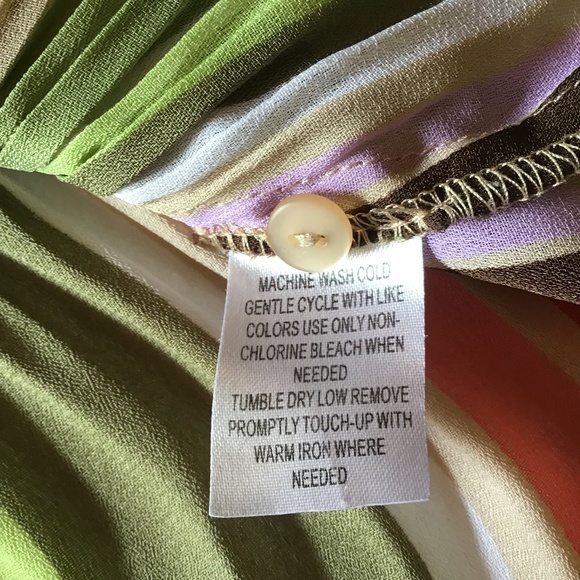 MACHINE WASH COLD
GENTLE CYCLE WITH LIKE
COLORS USE ONLY NON-
CHLORINE BLEACH WHEN
NEEDED
TUMBLE DRY LOW REMOVE
PROMPTLY TOUCH-UP WITH
WARM IRON WHERE
NEEDED